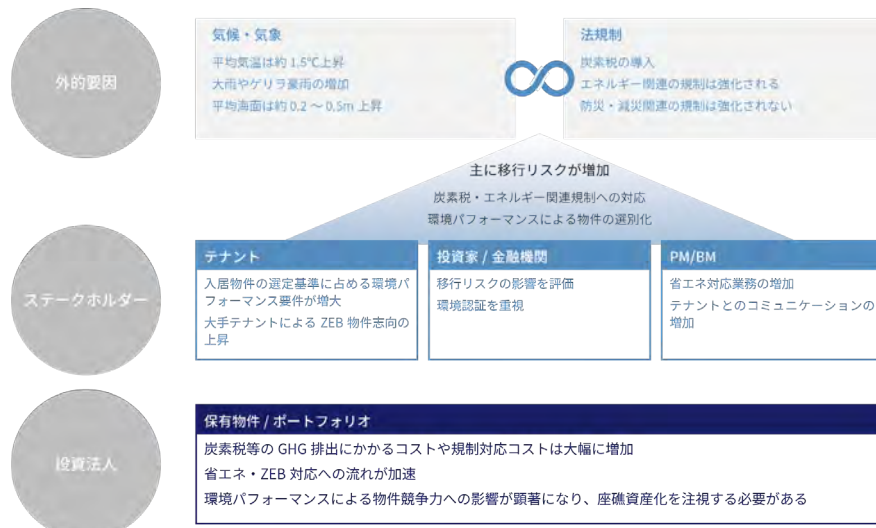 外的要因
気候・気象
平均気温は約 1.5℃上昇
大雨やゲリラ豪雨の増加
平均海面は約 0.2 ～ 0.5m 上昇
法規制
炭素税の導入
エネルギー関連の規制は強化される
防災・減災関連の規制は強化されない
主に移行リスクが増加
炭素税・エネルギー関連規制への対応
環境パフォーマンスによる物件の選別化
ステークホルダー
テナント
入居物件の選定基準に占める環境パ
フォーマンス要件が増大
大手テナントによる ZEB 物件志向の
上昇
投資家 / 金融機関
移行リスクの影響を評価
環境認証を重視
PM/BM
省エネ対応業務の増加
テナントとのコミュニケーションの
増加
投資法人
保有物件 / ポートフォリオ
炭素税等の GHG 排出にかかるコストや規制対応コストは大幅に増加
省エネ・ZEB 対応への流れが加速
環境パフォーマンスによる物件競争力への影響が顕著になり、座礁資産化を注視する必要がある